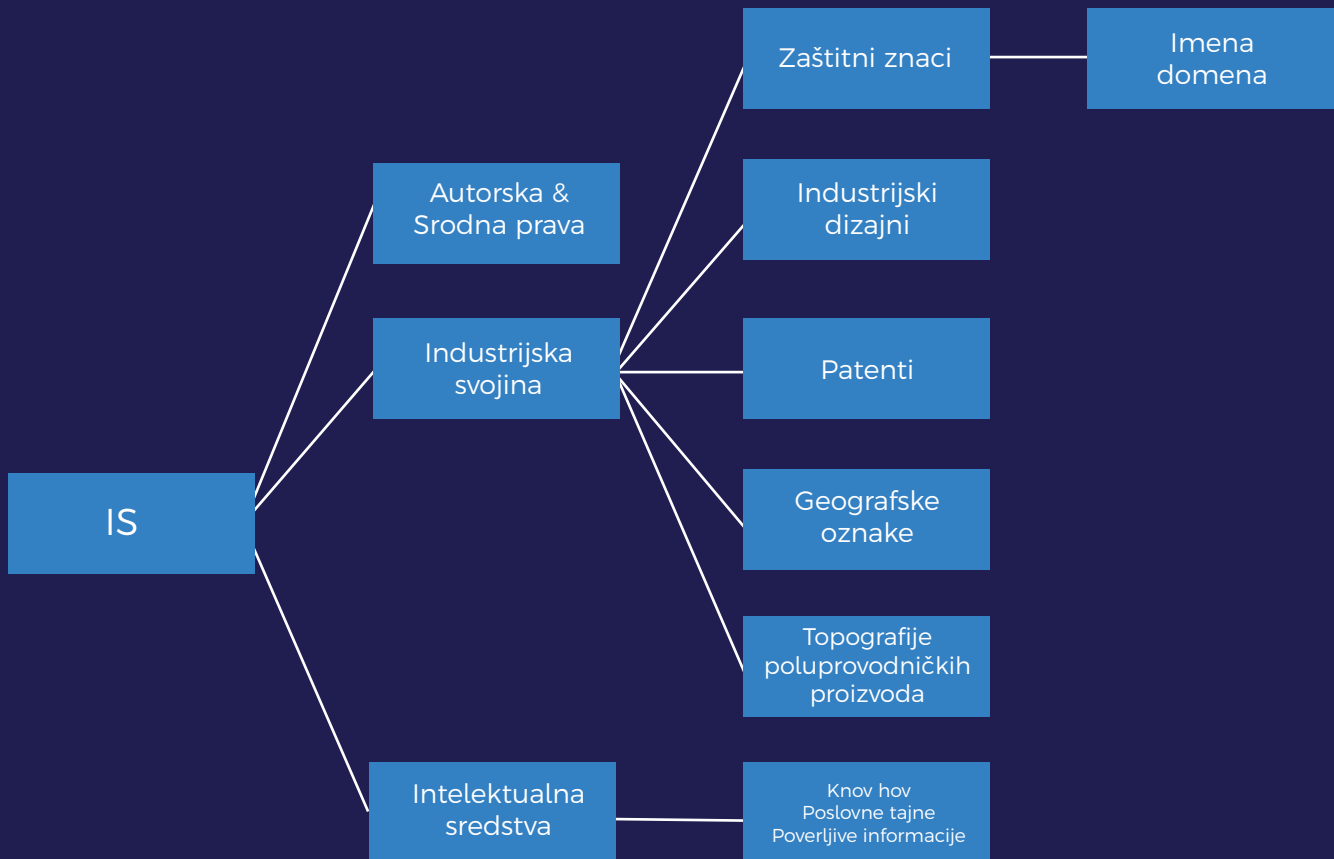 IS
Autorska &
Srodna prava
Industrijska
svojina
Intelektualna
sredstva
Zaštitni znaci
Imena
domena
Industrijski
dizajni
Patenti
Geografske
oznake
Topografije
poluprovodničkih
proizvoda
Knov hov
Poslovne tajne
Poverljive informacije